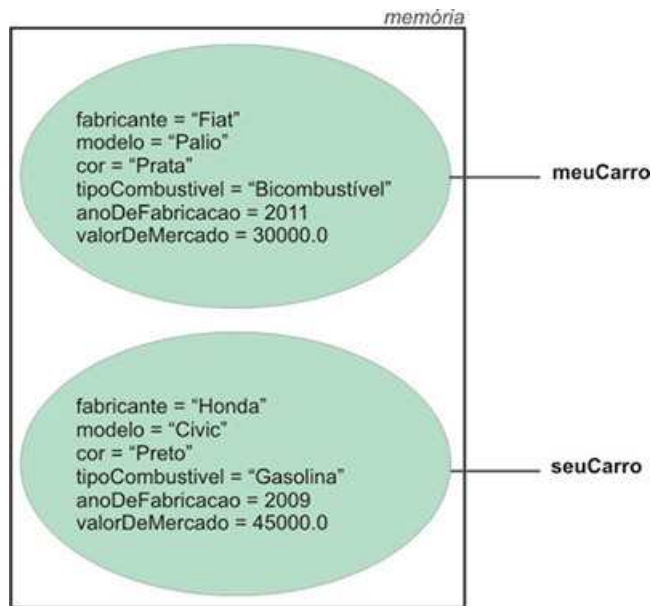 memória
fabricante = “Fiat”
modelo = “Palio”
cor = “Prata”
tipoCombustivel = “Bicombustível”
anoDeFabricacao = 2011
valorDeMercado = 30000.0
meuCarro
fabricante = “Honda”
modelo = “Civic”
cor = “Preto”
tipoCombustivel = “Gasolina”
anoDeFabricacao = 2009
valorDeMercado = 45000.0
seuCarro